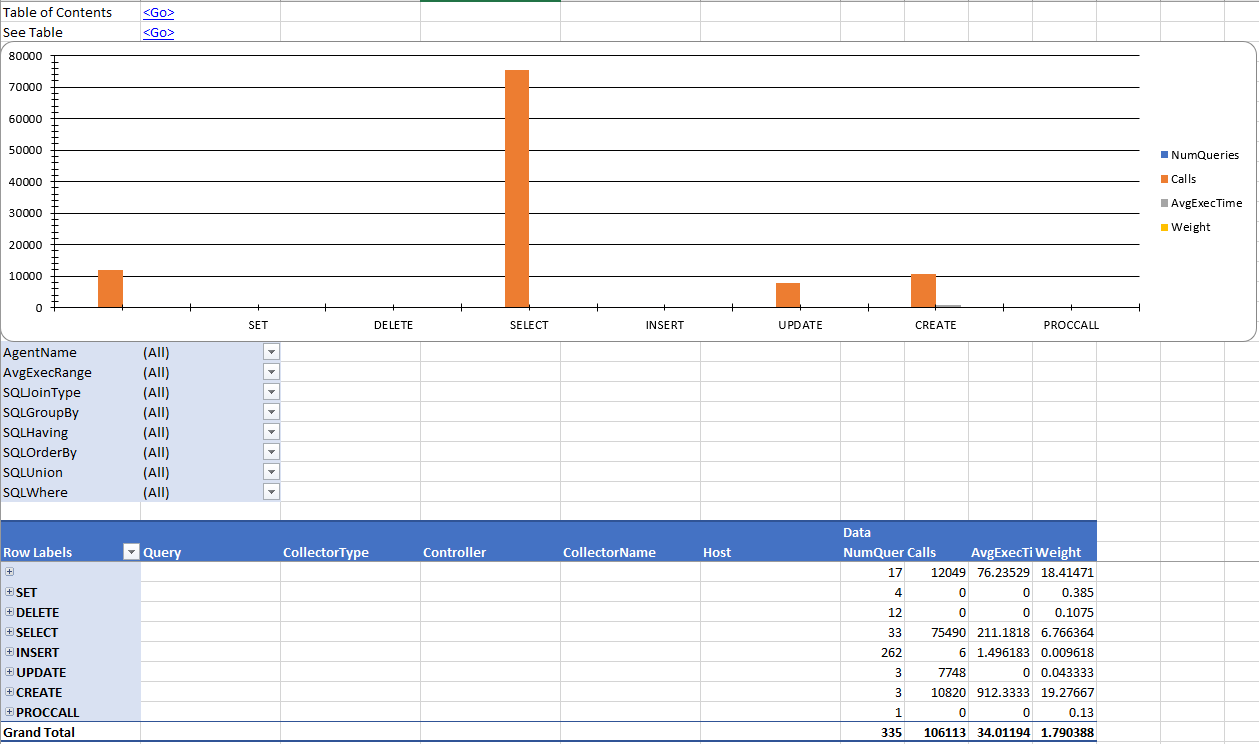 Table of Contents <Go>
See Table <Go>
80000
70000
60000
50000
40000
30000
20000
10000
0
SET DELETE SELECT INSERT UPDATE CREATE PROCCALL
NumQueries
Calls
AvgExecTime
Weight
AgentName (All)
AvgExecRange (All)
SQLJoinType (All)
SQLGroupBy (All)
SQLHaving (All)
SQLOrderBy (All)
SQLUnion (All)
SQLWhere (All)
Data
Row Labels Query CollectorType Controller CollectorName Host NumQuer Calls AvgExecTi Weight
17 12049 76.23529 18.41471
SET 4 0 0 0.385
DELETE 12 0 0 0.1075
SELECT 33 75490 211.1818 6.766364
INSERT 262 6 1.496183 0.009618
UPDATE 3 7748 0 0.043333
CREATE 3 10820 912.3333 19.27667
PROCCALL 1 0 0 0.13
Grand Total 335 106113 34.01194 1.790388